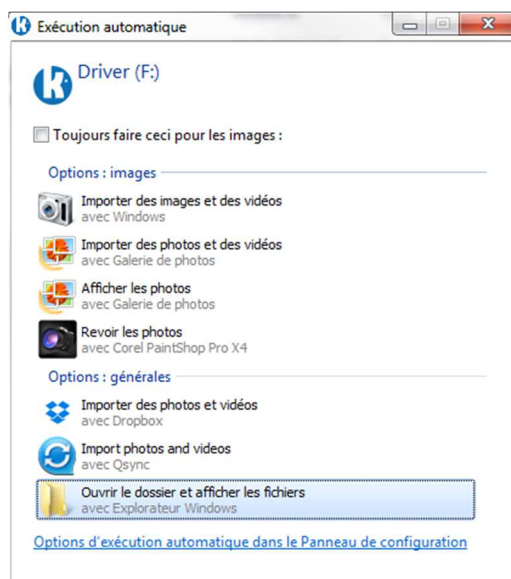 Exécution automatique
Driver (F:)
Toujours faire ceci pour les images :
Options : images
Importer des images et des vidéos
avec Windows
Importer des photos et des vidéos
avec Galerie de photos
Afficher les photos
avec Galerie de photos
Revoir les photos
avec Corel PaintShop Pro X4
Options : générales
Importer des photos et vidéos
avec Dropbox
Import photos and videos
avec Qsync
Ouvrir le dossier et afficher les fichiers
avec Explorateur Windows
Options d'exécution automatique dans le Panneau de configuration